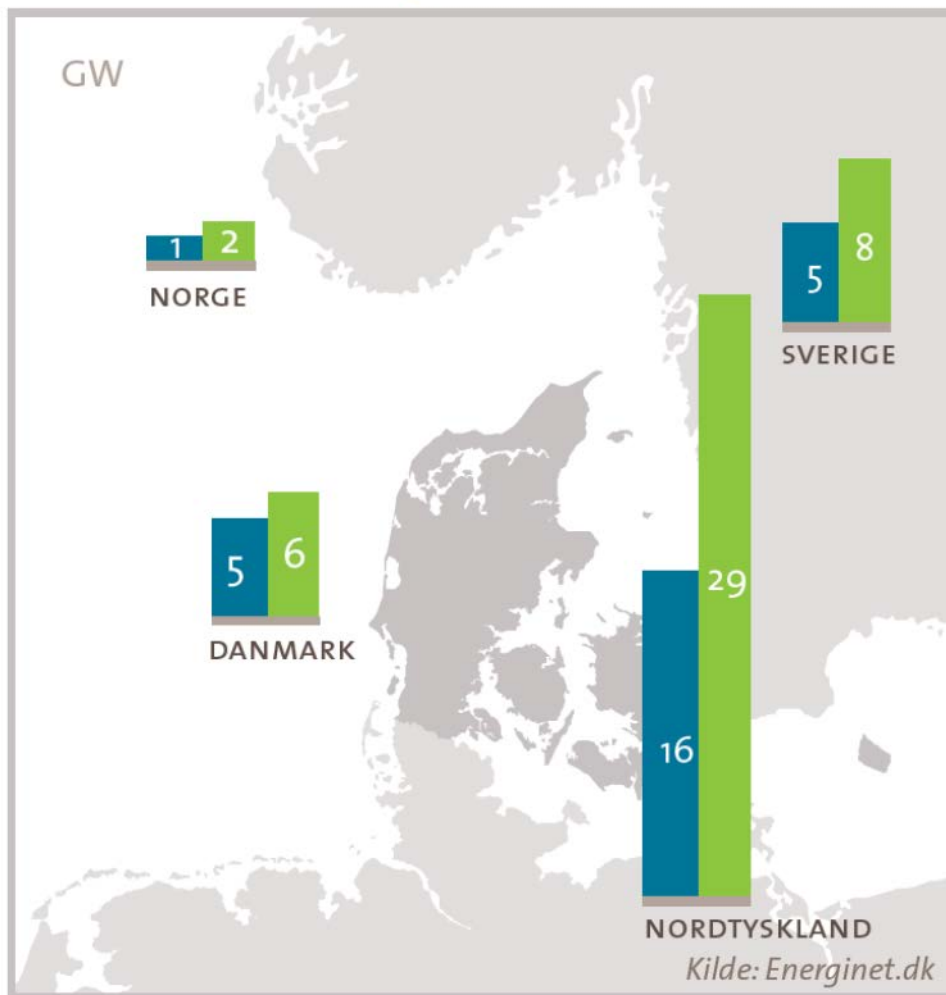 GW
1 2
NORGE
5 8
SVERIGE
5 6
DANMARK
16 29
NORDTYSKLAND
Kilde: Energinet.dk